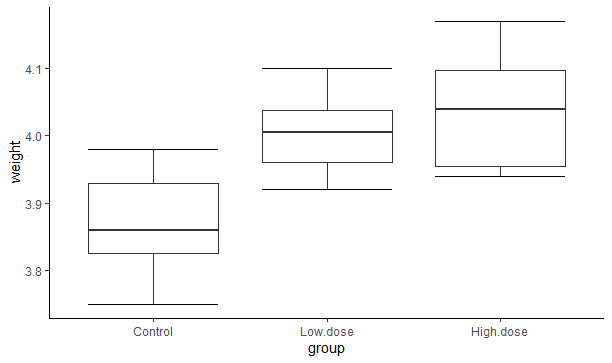 weight
4.1
4.0
3.9
3.8
Control Low.dose High.dose
group